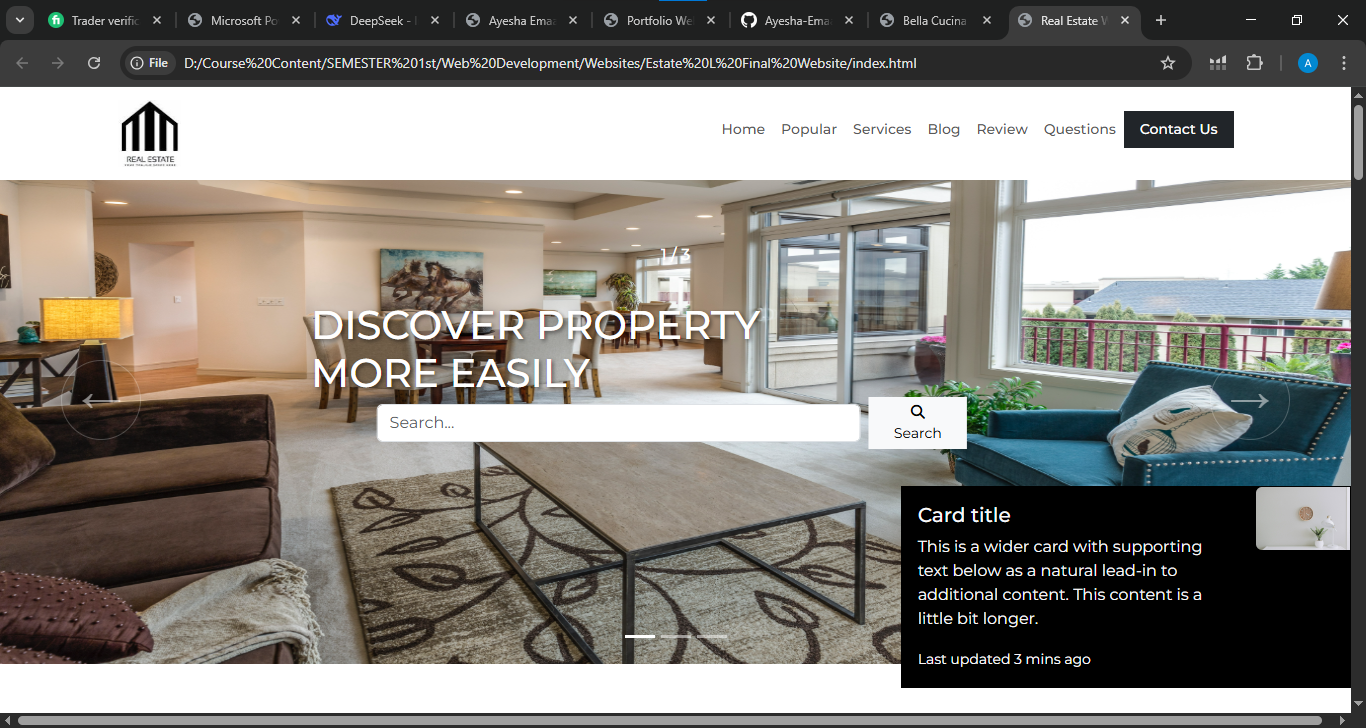 Trader verific
Microsoft Po
DeepSeek -
Ayesha Emaa
Portfolio We
Ayesha-Emaa
Bella Cucina
Real Estate W
File
D:/Course%20Content/SEMESTER%201st/Web%20Development/Websites/Estate%20L%20Final%20Website/index.html
A
REAL ESTATE
Home
Popular
Services
Blog
Review
Questions
Contact Us
1 / 3
DISCOVER PROPERTY
MORE EASILY
Search...
Search
Card title
This is a wider card with supporting
text below as a natural lead-in to
additional content. This content is a
little bit longer.
Last updated 3 mins ago